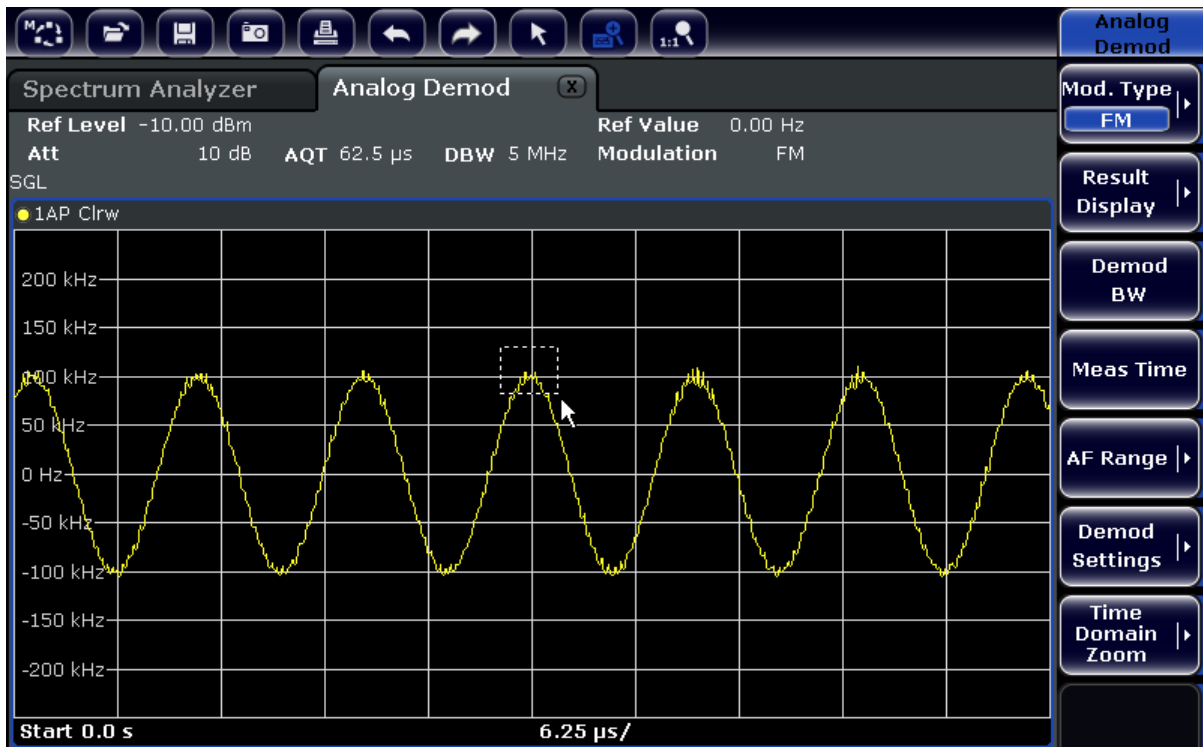 M
1:1
Analog
Demod
Spectrum Analyzer
Analog Demod
X
Ref Level -10.00 dBm
Ref Value 0.00 Hz
Att 10 dB AQT 62.5 µs DBW 5 MHz Modulation FM
SGL
1AP Clrw
200 kHz
150 kHz
100 kHz
50 kHz
0 Hz
-50 kHz
-100 kHz
-150 kHz
-200 kHz
Start 0.0 s
6.25 µs/
Mod. Type
FM
Result
Display
Demod
BW
Meas Time
AF Range
Demod
Settings
Time
Domain
Zoom